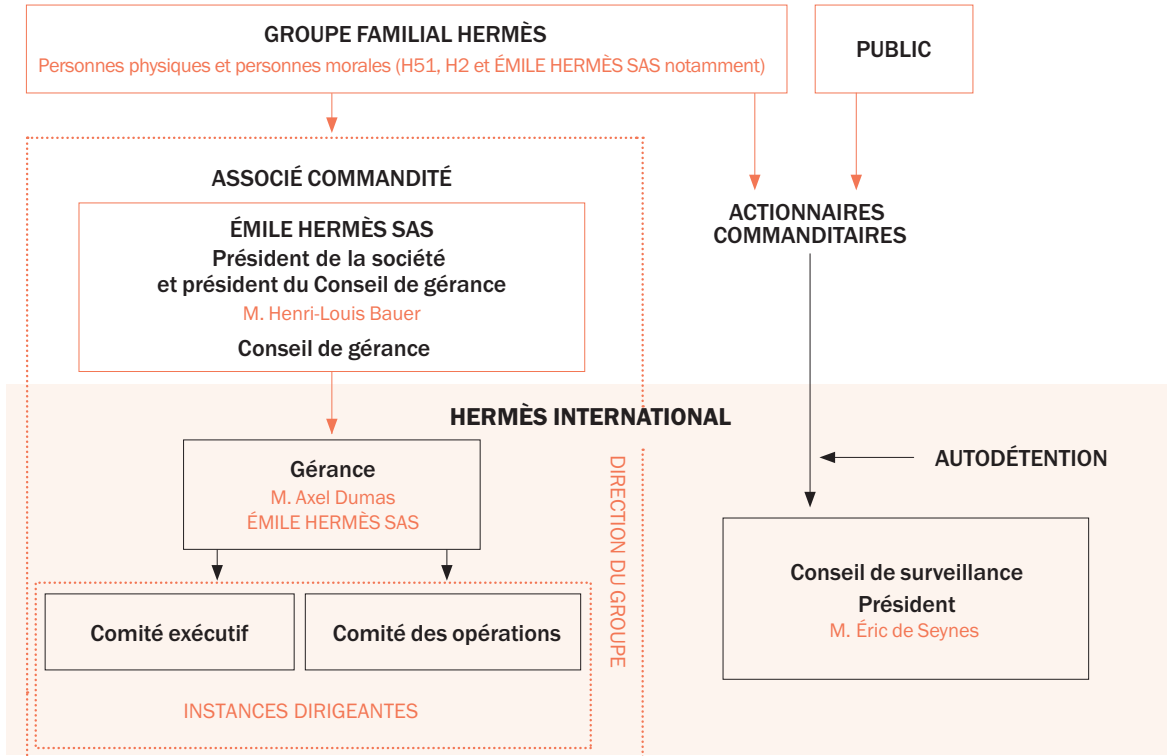 GROUPE FAMILIAL HERMÈS
Personnes physiques et personnes morales (H51, H2 et ÉMILE HERMÈS SAS notamment)
PUBLIC
ASSOCIÉ COMMANDITÉ
ÉMILE HERMÈS SAS
Président de la société
et président du Conseil de gérance
M. Henri-Louis Bauer
Conseil de gérance
ACTIONNAIRES
COMMANDITAIRES
HERMÈS INTERNATIONAL
Gérance
M. Axel Dumas
ÉMILE HERMÈS SAS
DIRECTION DU GROUPE
AUTODÉTENTION
Comité exécutif
Comité des opérations
INSTANCES DIRIGEANTES
Conseil de surveillance
Président
M. Éric de Seynes